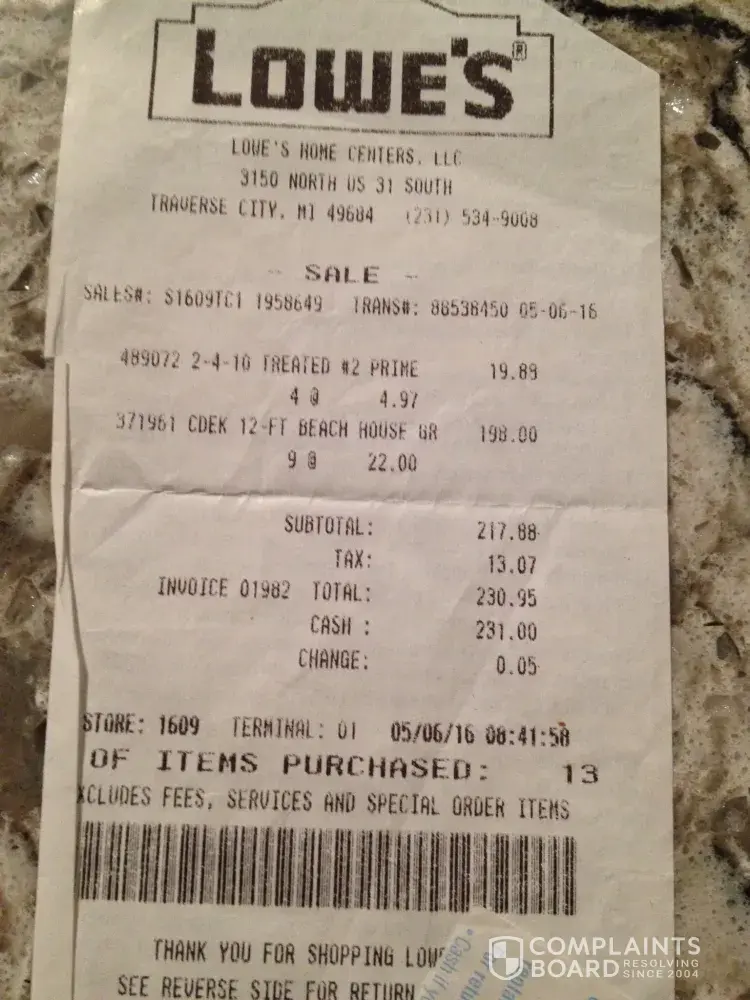 LOWE'S®
LOWE'S HOME CENTERS, LLC
3150 NORTH US 31 SOUTH
TRAVERSE CITY, MI 49684 (231) 534-9008
- SALE -
SALES#: S1609TC1 1958649 TRANS#: 88538450 05-06-16
489072 2-4-10 TREATED #2 PRIME 19.88
4 @ 4.97
371961 CDEK 12-FT BEACH HOUSE GR 198.00
9 @ 22.00
SUBTOTAL: 217.88
TAX: 13.07
INVOICE 01982 TOTAL: 230.95
CASH : 231.00
CHANGE: 0.05
STORE: 1609 TERMINAL: 01 05/06/16 08:41:58
OF ITEMS PURCHASED: 13
XCLUDES FEES, SERVICES AND SPECIAL ORDER ITEMS
THANK YOU FOR SHOPPING LOWE
SEE REVERSE SIDE FOR RETURN
COMPLAINTS
BOARD RESOLVING SINCE 2004